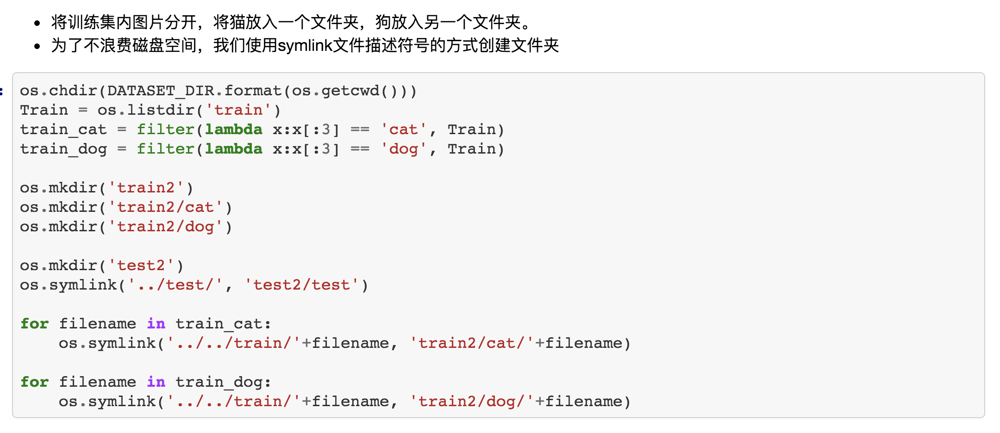 • 将训练集内图片分开，将猫放入一个文件夹，狗放入另一个文件夹。
• 为了不浪费磁盘空间，我们使用symlink文件描述符号的方式创建文件夹
:
os.chdir(DATASET_DIR.format(os.getcwd()))
Train = os.listdir('train')
train_cat = filter(lambda x:x[:3] == 'cat', Train)
train_dog = filter(lambda x:x[:3] == 'dog', Train)

os.mkdir('train2')
os.mkdir('train2/cat')
os.mkdir('train2/dog')

os.mkdir('test2')
os.symlink('../test/', 'test2/test')

for filename in train_cat:
    os.symlink('../../train/'+filename, 'train2/cat/'+filename)

for filename in train_dog:
    os.symlink('../../train/'+filename, 'train2/dog/'+filename)